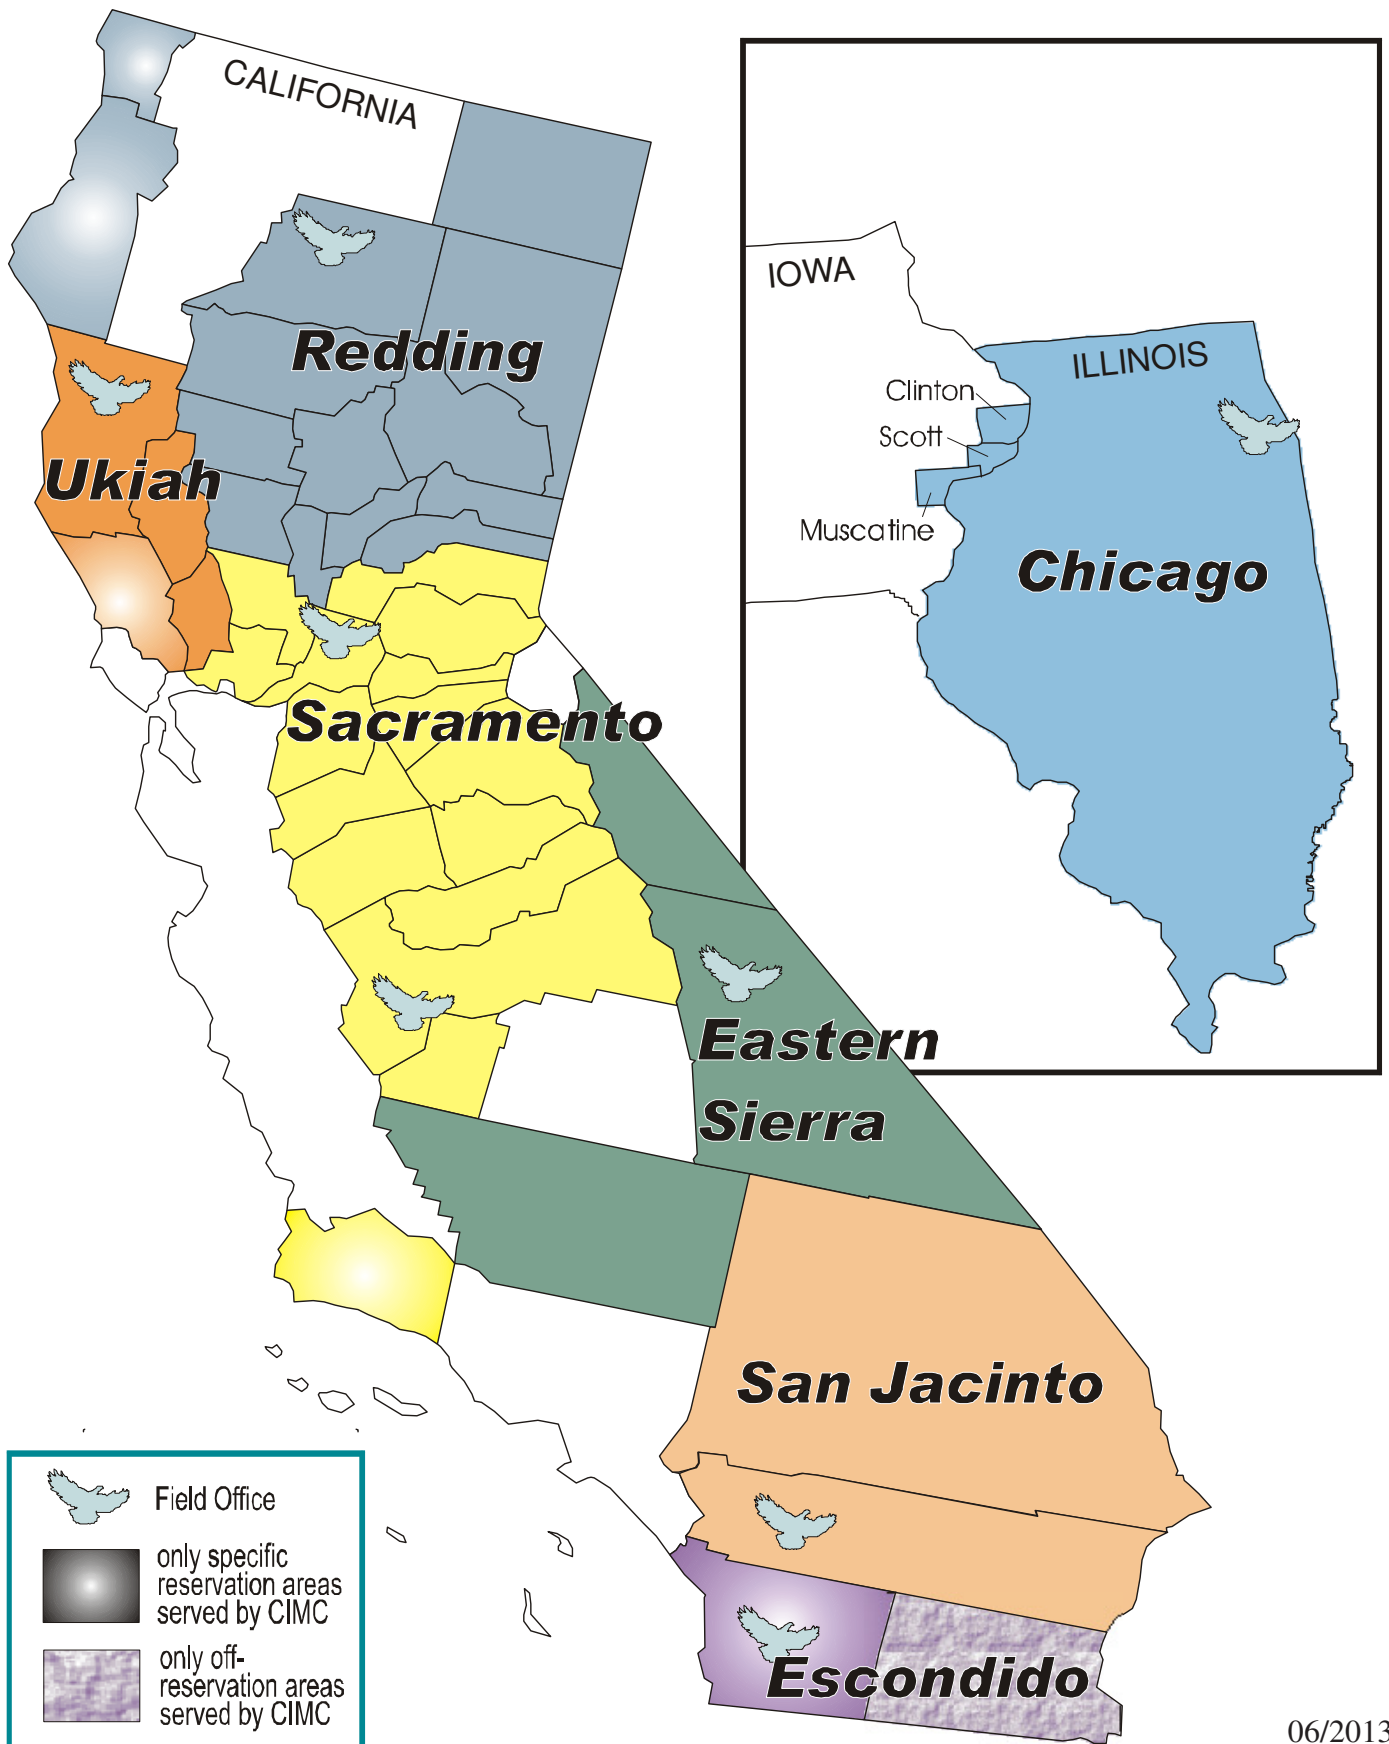 CALIFORNIA
IOWA
ILLINOIS
Clinton
Scott
Muscatine
Chicago
Redding
Ukiah
Sacramento
Eastern
Sierra
San Jacinto
Escondido
Field Office
only specific
reservation areas
served by CIMC
only off-
reservation areas
served by CIMC
06/2013